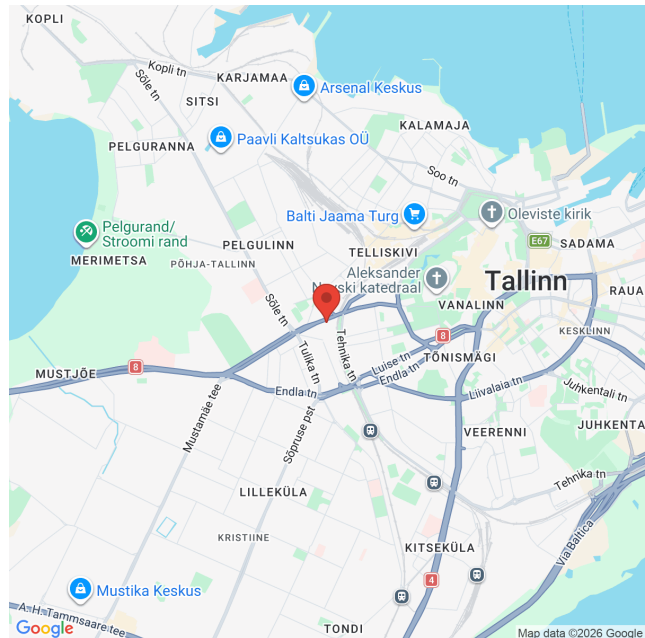 KOPLI
Kopli tn
KARJAMAA
Sõle tn
SITSI
Arsenal Keskus
KALAMAJA
Paavli Kaltsukas OÜ
PELGURANNA
Soo tn
Balti Jaama Turg
Oleviste kirik
Pelgurand/
Stroomi rand
MERIMETSA
PELGULINN
TELLISKIVI
E67
SADAMA
PÕHJA-TALLINN
Aleksander
Nevski katedraal
Tallinn
RAUA
VANALINN
Sõle tn
Tehnika tn
8
KESKLINN
Tulika tn
Luise tn
TÕNISMÄGI
8
MUSTJÕE
Endla tn
Endla tn
Liivalaia tn
Juhkentali tn
Mustamäe tee
Sõpruse pst
VEERENNI
JUHKENTA
Tehnika tn
LILLEKÜLA
KRISTIINE
KITSEKÜLA
Via Baltica
4
Mustika Keskus
A. H. Tammsaare tee
TONDI
Google
Map data ©2026 Google